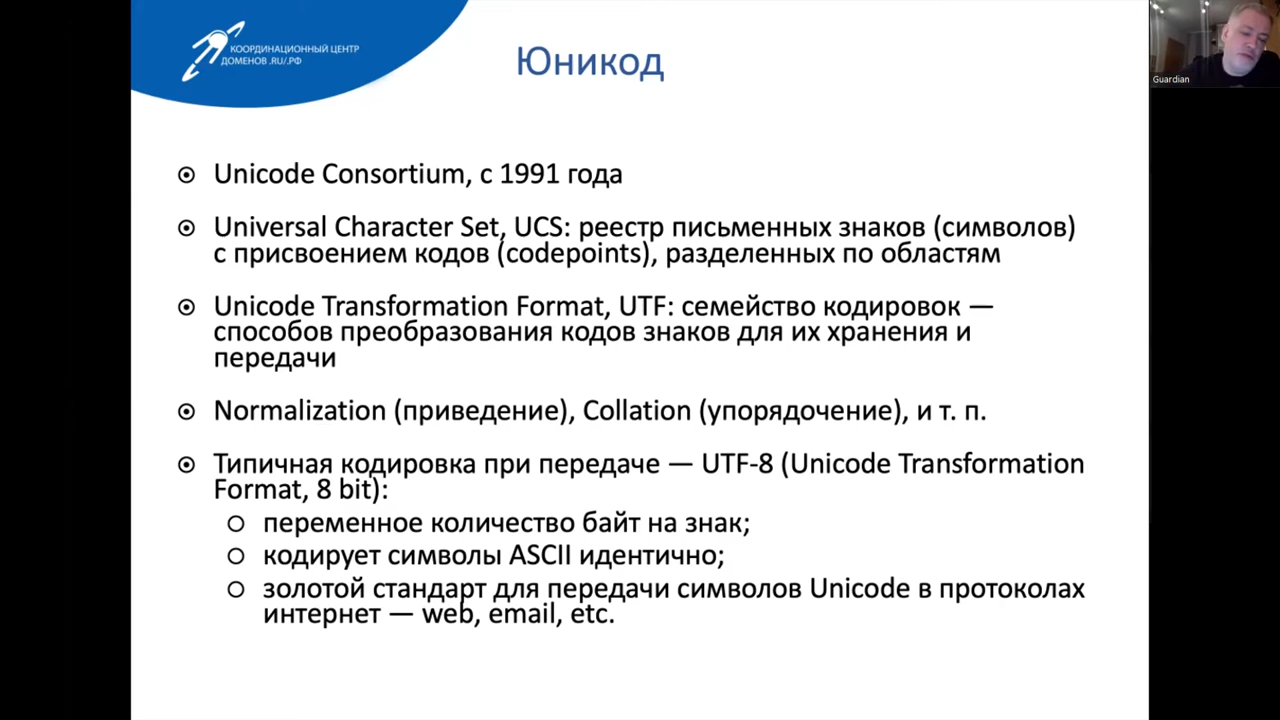 КООРДИНАЦИОННЫЙ ЦЕНТР
ДОМЕНОВ .RU/.РФ
Юникод
Guardian
Unicode Consortium, с 1991 года
Universal Character Set, UCS: реестр письменных знаков (символов)
с присвоением кодов (codepoints), разделенных по областям
Unicode Transformation Format, UTF: семейство кодировок —
способов преобразования кодов знаков для их хранения и
передачи
Normalization (приведение), Collation (упорядочение), и т. п.
Типичная кодировка при передаче — UTF-8 (Unicode Transformation
Format, 8 bit):
переменное количество байт на знак;
кодирует символы ASCII идентично;
золотой стандарт для передачи символов Unicode в протоколах
интернет — web, email, etc.